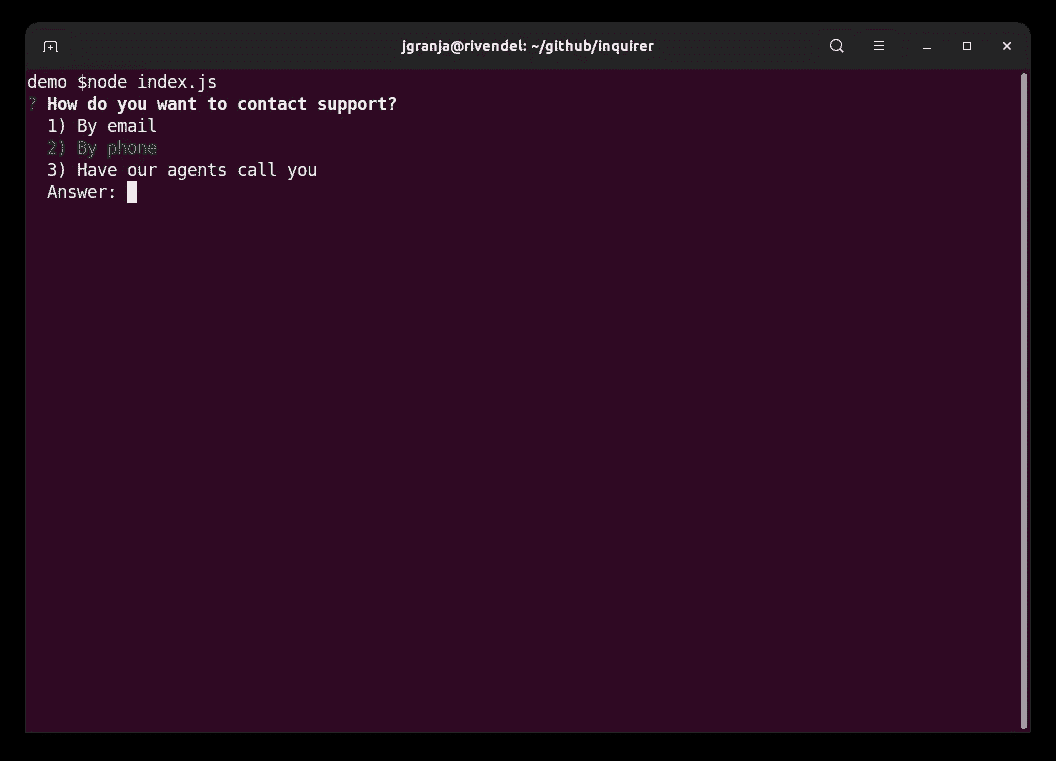 jgranja@rivendel: ~/github/inquirer
demo $node index.js
? How do you want to contact support?
1) By email
2) By phone
3) Have our agents call you
Answer: